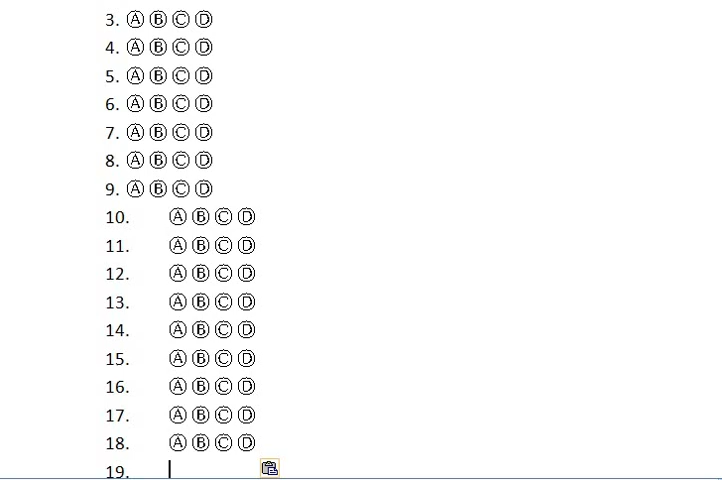 3. Ⓐ Ⓑ Ⓒ Ⓓ
4. Ⓐ Ⓑ Ⓒ Ⓓ
5. Ⓐ Ⓑ Ⓒ Ⓓ
6. Ⓐ Ⓑ Ⓒ Ⓓ
7. Ⓐ Ⓑ Ⓒ Ⓓ
8. Ⓐ Ⓑ Ⓒ Ⓓ
9. Ⓐ Ⓑ Ⓒ Ⓓ
10. Ⓐ Ⓑ Ⓒ Ⓓ
11. Ⓐ Ⓑ Ⓒ Ⓓ
12. Ⓐ Ⓑ Ⓒ Ⓓ
13. Ⓐ Ⓑ Ⓒ Ⓓ
14. Ⓐ Ⓑ Ⓒ Ⓓ
15. Ⓐ Ⓑ Ⓒ Ⓓ
16. Ⓐ Ⓑ Ⓒ Ⓓ
17. Ⓐ Ⓑ Ⓒ Ⓓ
18. Ⓐ Ⓑ Ⓒ Ⓓ
19.